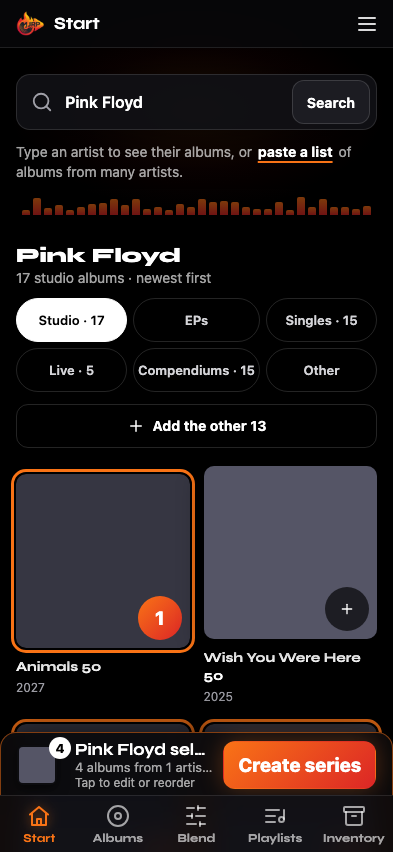 Start
Pink Floyd
Search
Type an artist to see their albums, or paste a list of
albums from many artists.
Pink Floyd
17 studio albums · newest first
Studio · 17
EPs
Singles · 15
Live · 5
Compendiums · 15
Other
+ Add the other 13
1
+
Animals 50
2027
Wish You Were Here
50
2025
4
Pink Floyd sel...
4 albums from 1 artis...
Tap to edit or reorder
Create series
Start
Albums
Blend
Playlists
Inventory